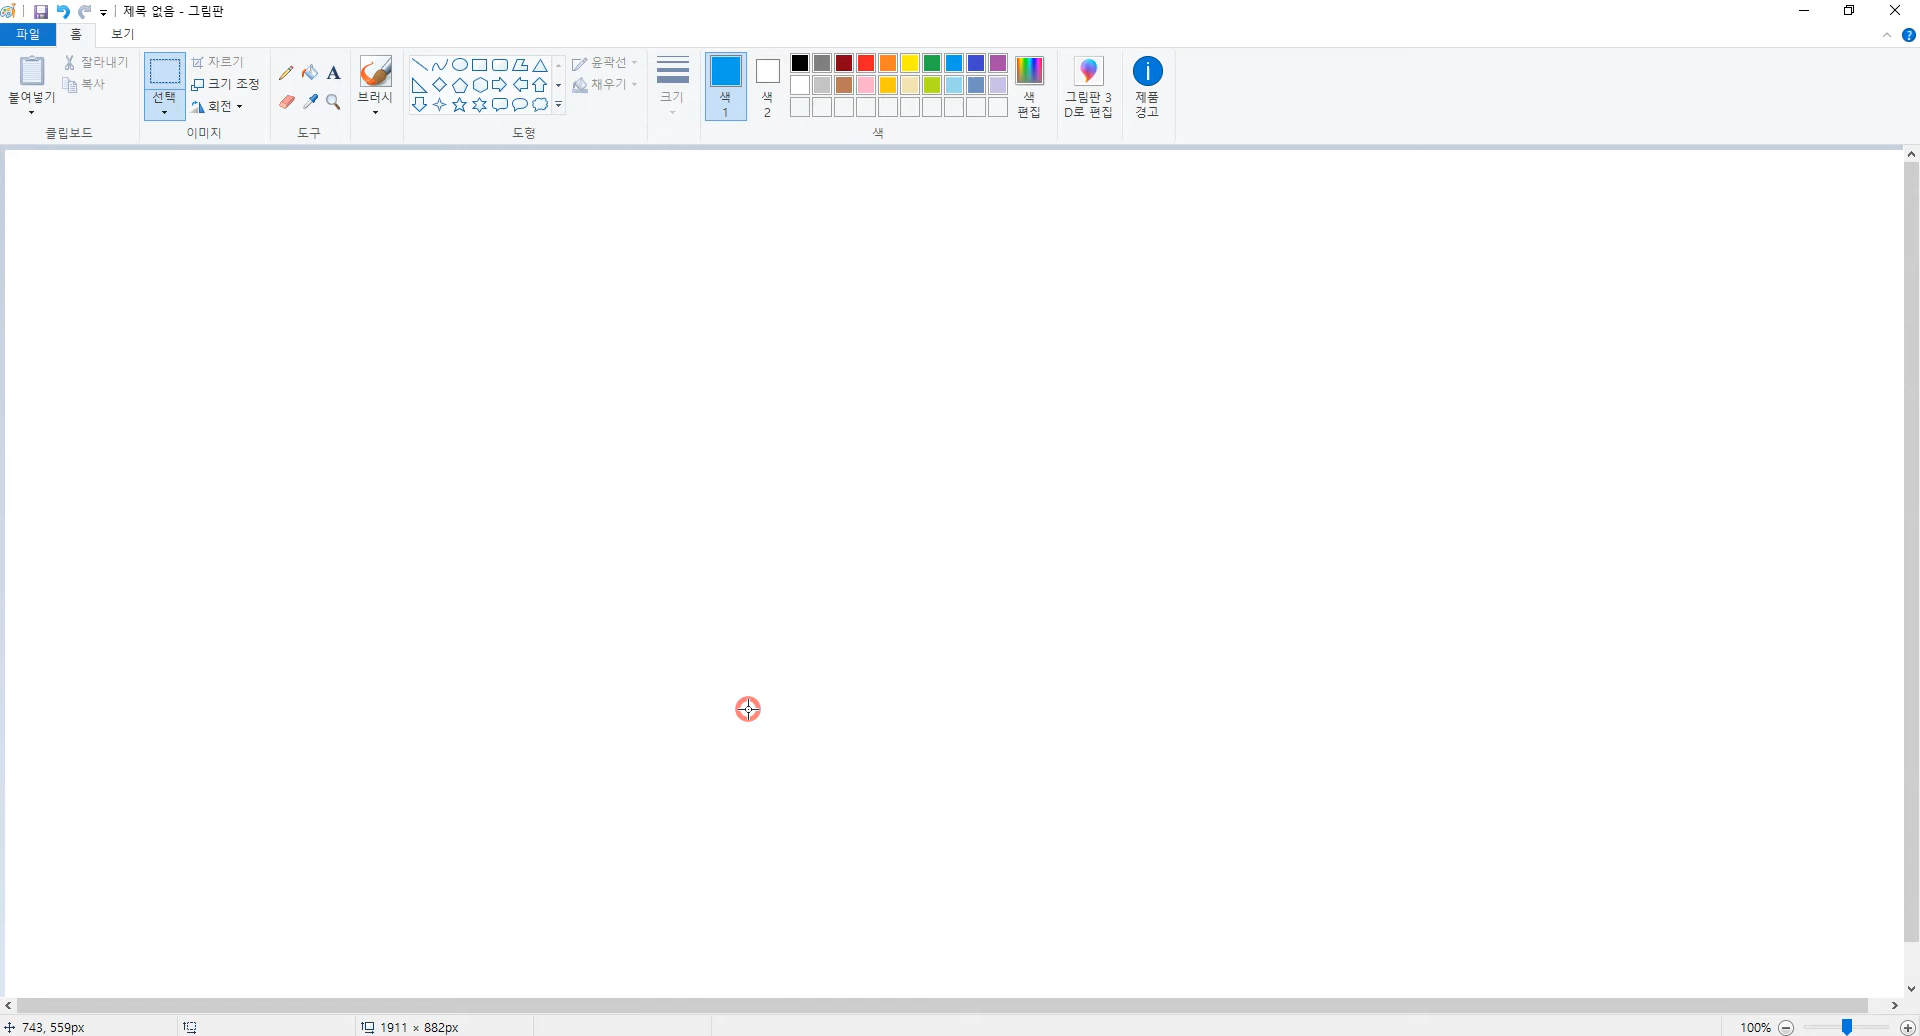 제목 없음 - 그림판
파일 홈 보기
붙여넣기 잘라내기 복사
클립보드
선택 자르기 크기 조정 회전
이미지
A
도구
브러시
도형
윤곽선 채우기
크기
색 1
색 2
색 편집
색
그림판 3D로 편집
제품 경고
743, 559px
1911 × 882px
100%